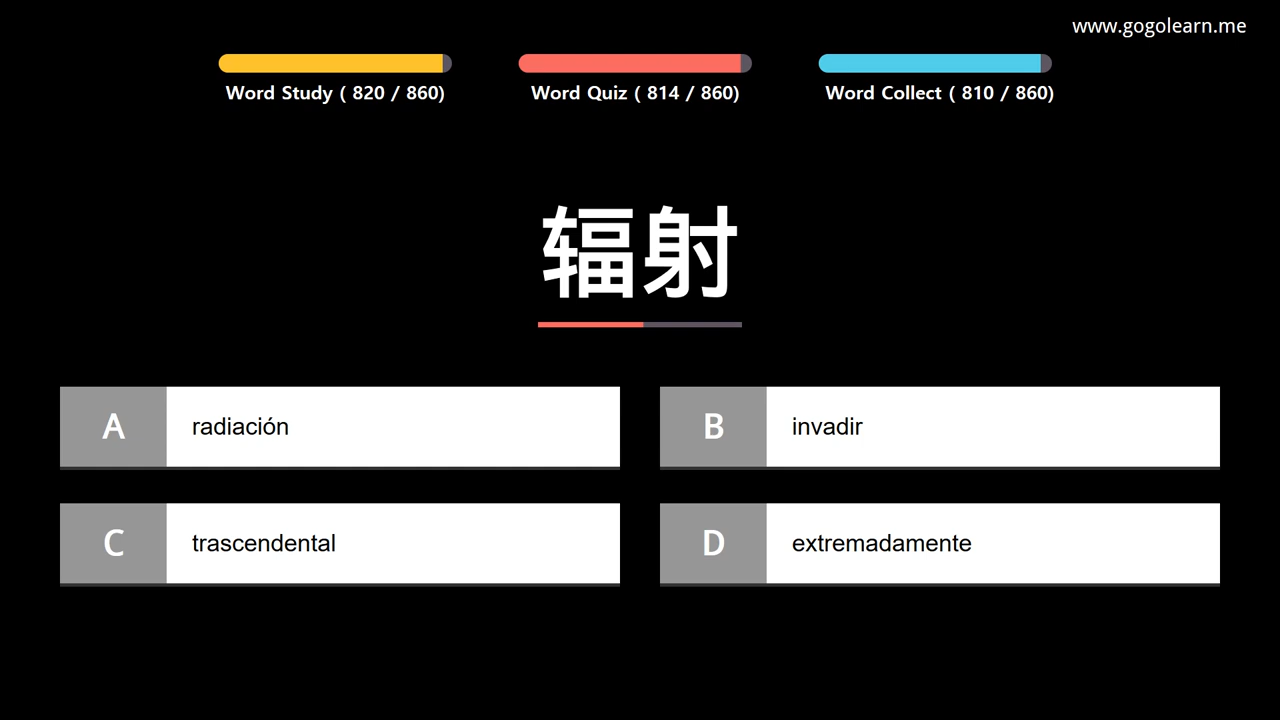 www.gogolearn.me
Word Study ( 820 / 860)
Word Quiz ( 814 / 860)
Word Collect ( 810 / 860)
辐射
A radiación
B invadir
C trascendental
D extremadamente